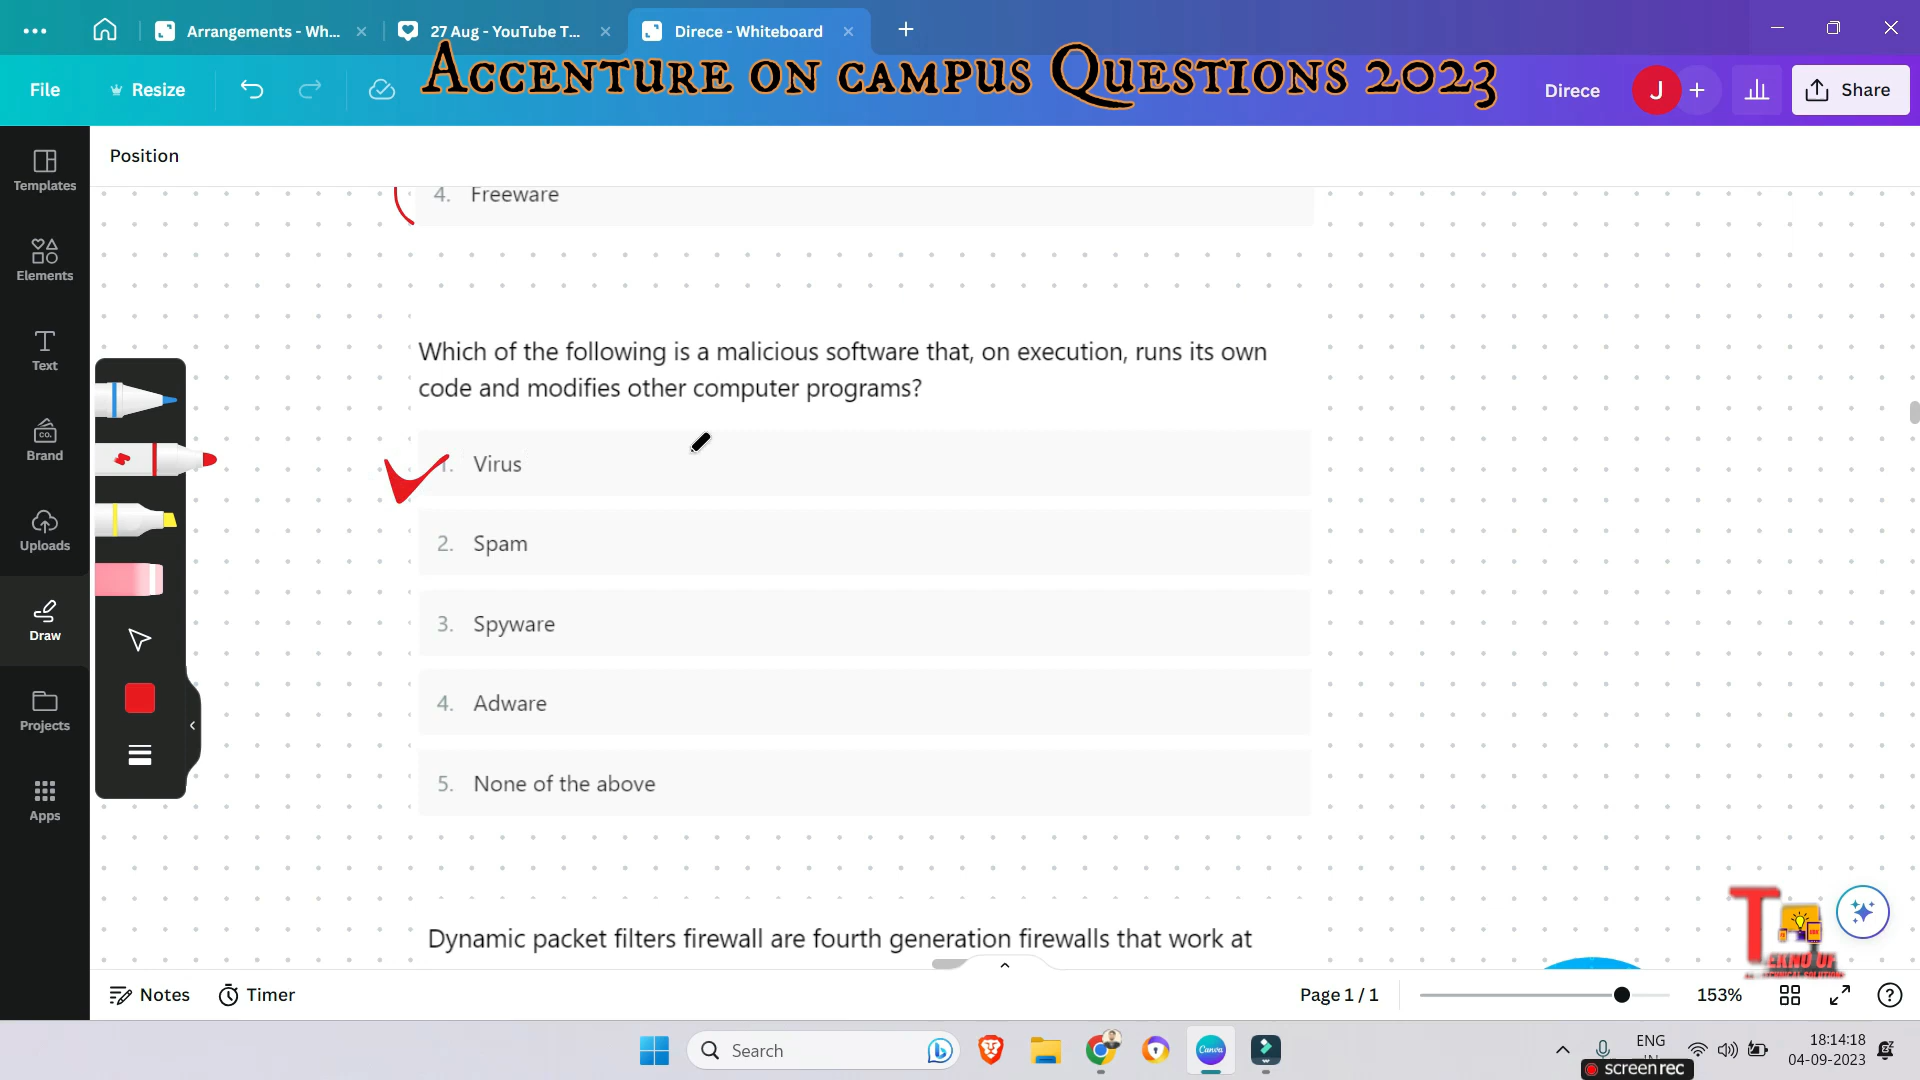 Arrangements - Wh...
27 Aug - YouTube T...
Direce - Whiteboard
File
Resize
ACCENTURE ON CAMPUS QUESTIONS 2023
Direce
J
Share
Position
Templates
Elements
Text
Brand
Uploads
Draw
Projects
Apps
4. Freeware
Which of the following is a malicious software that, on execution, runs its own
code and modifies other computer programs?
1. Virus
2. Spam
3. Spyware
4. Adware
5. None of the above
Dynamic packet filters firewall are fourth generation firewalls that work at
Notes
Timer
Page 1 / 1
153%
Search
Canva
ENG
18:14:18
04-09-2023
screenrec